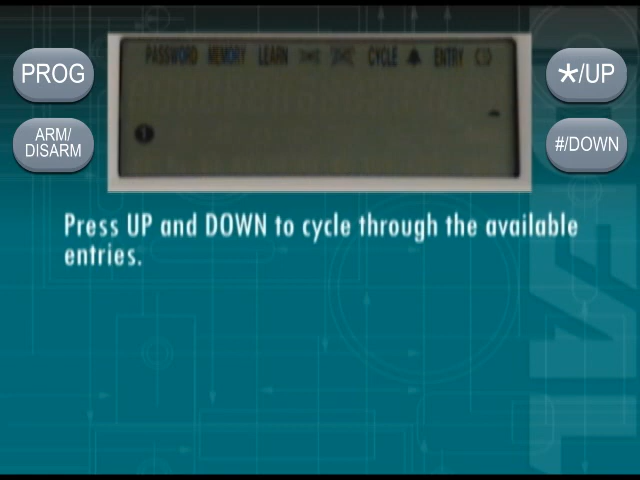 PROG
PASSWORD MEMORY LEARN CYCLE ENTRY
*/UP
ARM/
DISARM
1
#/DOWN
Press UP and DOWN to cycle through the available
entries.